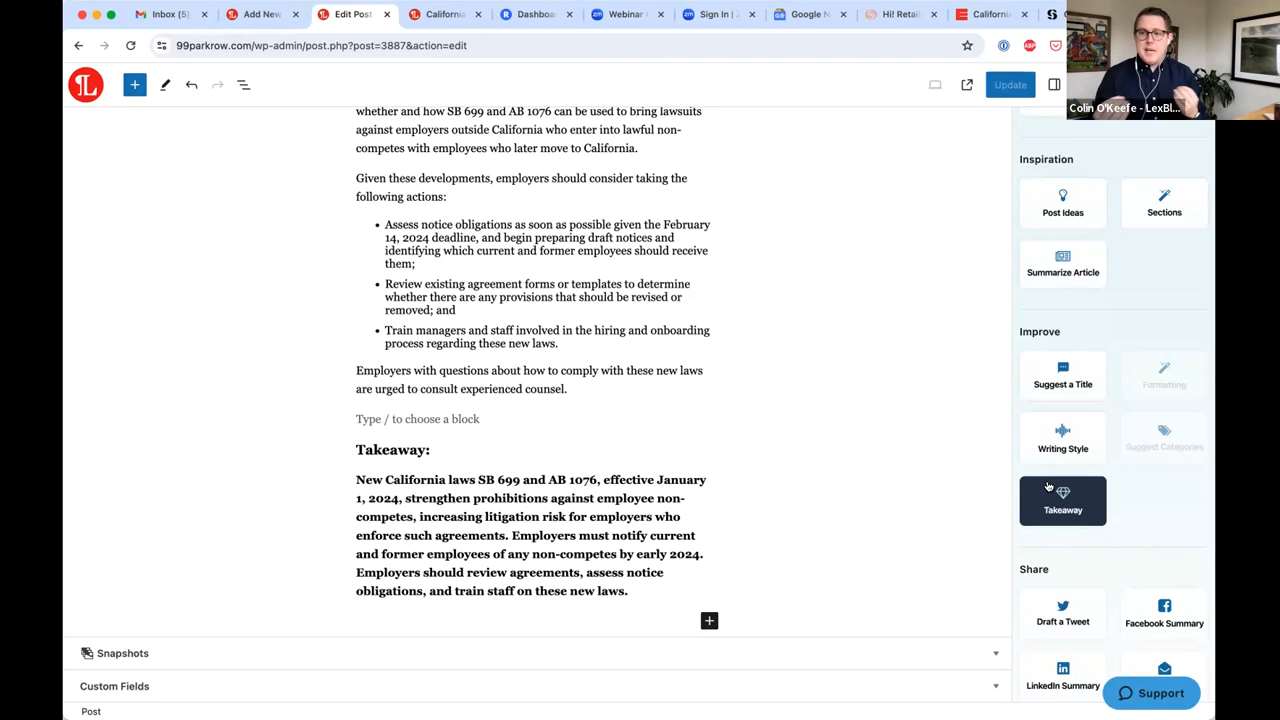 Inbox (5)
Add New
Edit Post
California
Dashboa
Webinar
Sign In |
Google N
Hi! Retai
California
99parkrow.com/wp-admin/post.php?post=3887&action=edit
ABP
Update
Colin O'Keefe - LexBl...
whether and how SB 699 and AB 1076 can be used to bring lawsuits
against employers outside California who enter into lawful non-
competes with employees who later move to California.
Given these developments, employers should consider taking the
following actions:
• Assess notice obligations as soon as possible given the February
14, 2024 deadline, and begin preparing draft notices and
identifying which current and former employees should receive
them;
• Review existing agreement forms or templates to determine
whether there are any provisions that should be revised or
removed; and
• Train managers and staff involved in the hiring and onboarding
process regarding these new laws.
Employers with questions about how to comply with these new laws
are urged to consult experienced counsel.
Type / to choose a block
Takeaway:
New California laws SB 699 and AB 1076, effective January
1, 2024, strengthen prohibitions against employee non-
competes, increasing litigation risk for employers who
enforce such agreements. Employers must notify current
and former employees of any non-competes by early 2024.
Employers should review agreements, assess notice
obligations, and train staff on these new laws.
Snapshots
Custom Fields
Post
Inspiration
Post Ideas
Sections
Summarize Article
Improve
Suggest a Title
Formatting
Writing Style
Suggest Categories
Takeaway
Share
Draft a Tweet
Facebook Summary
LinkedIn Summary
Support